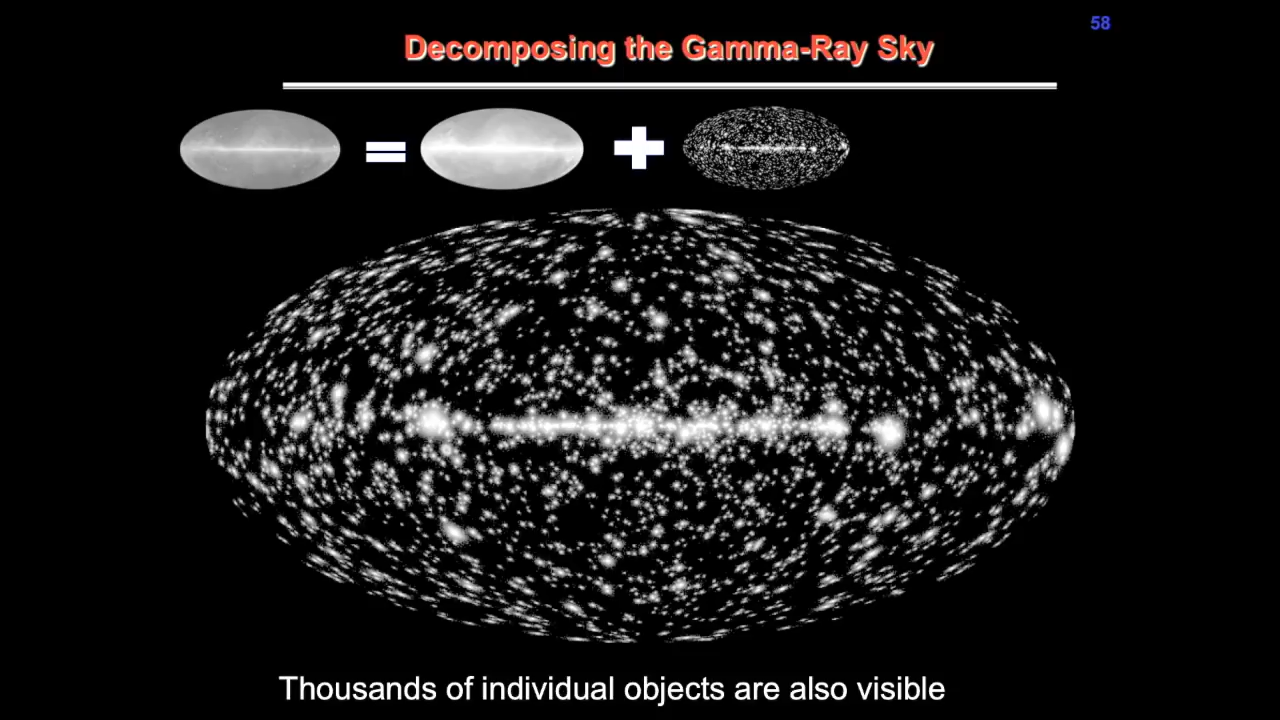 58
Decomposing the Gamma-Ray Sky
Thousands of individual objects are also visible